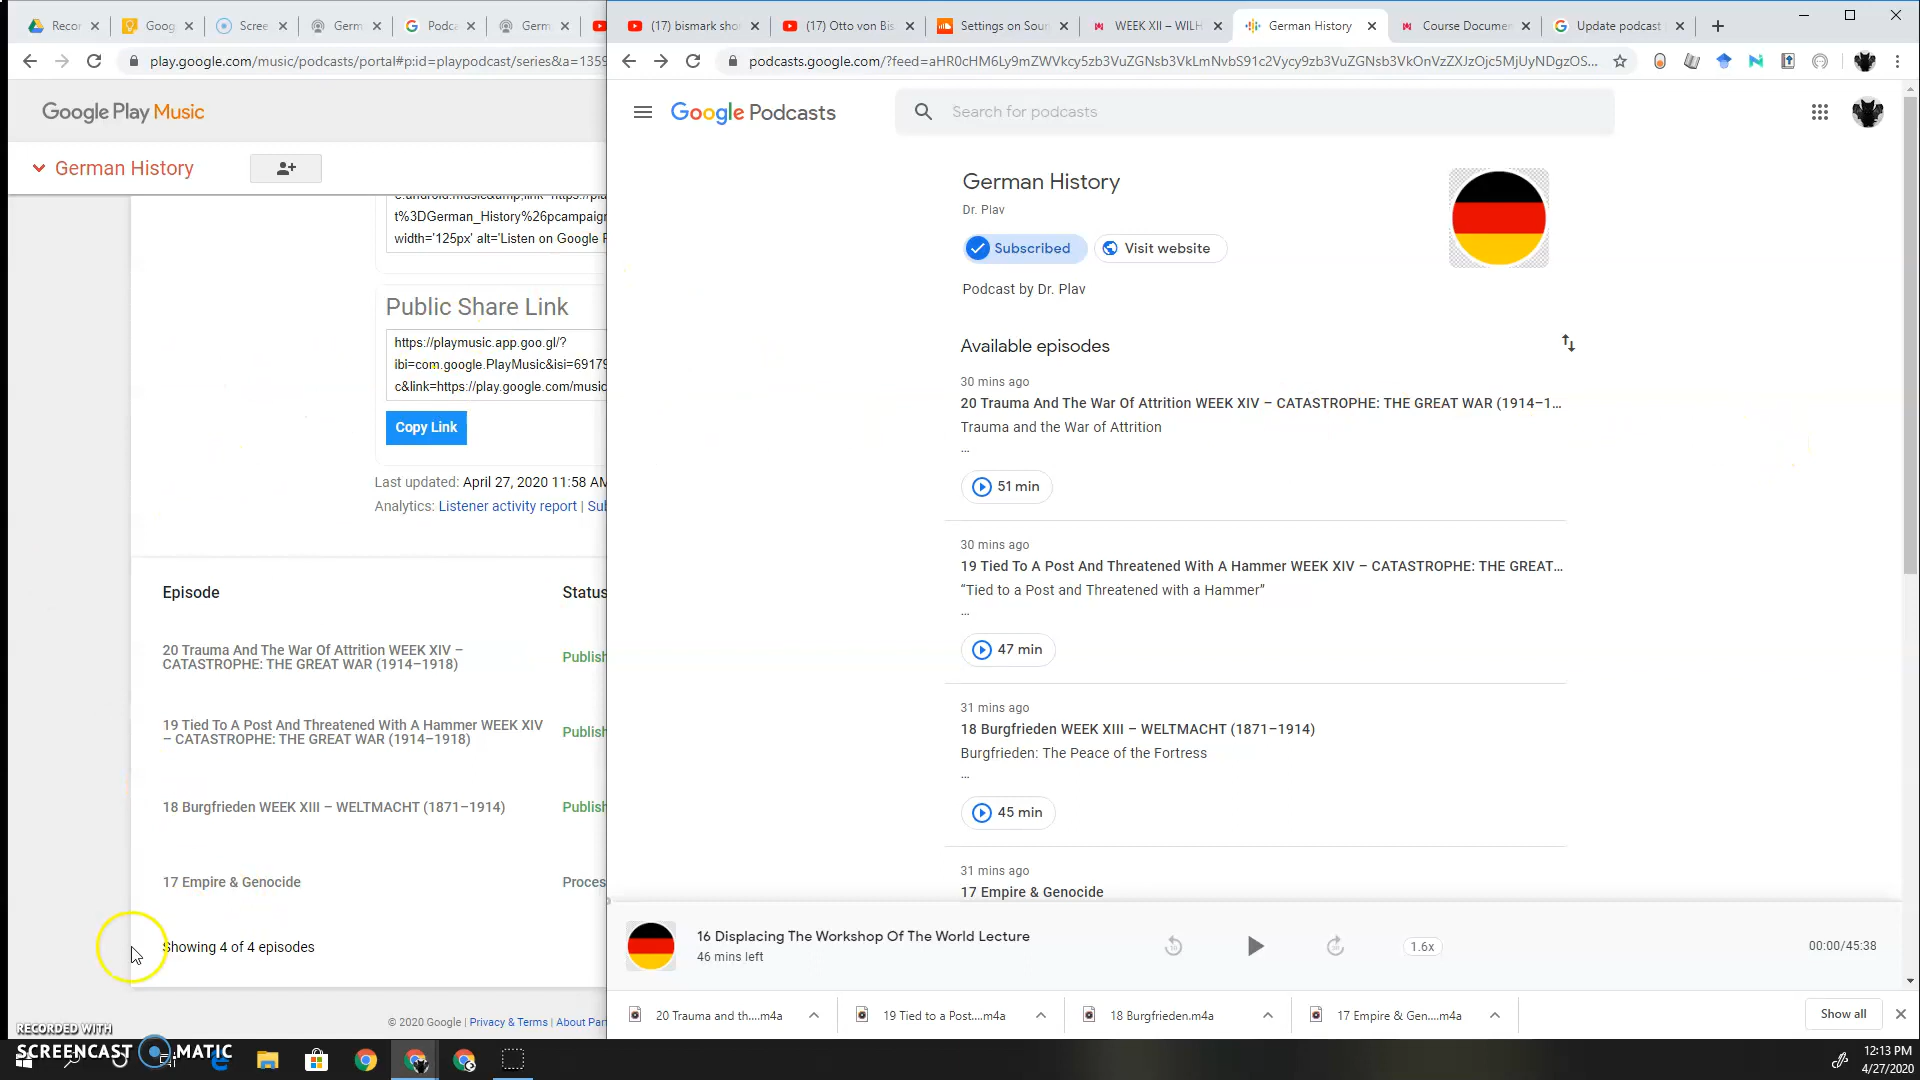 Recor
Goog
Scree
Germ
Podca
Germ
play.google.com/music/podcasts/portal#p:id=playpodcast/series&a=1359
Google Play Music
German History
t%3DGerman_History%26pcampaign
width='125px' alt='Listen on Google P
Public Share Link
https://playmusic.app.goo.gl/?
ibi=com.google.PlayMusic&isi=69179
c&link=https://play.google.com/music
Copy Link
Last updated: April 27, 2020 11:58 AM
Analytics: Listener activity report | Sub
Episode Status
20 Trauma And The War Of Attrition WEEK XIV –
CATASTROPHE: THE GREAT WAR (1914–1918)
Publish
19 Tied To A Post And Threatened With A Hammer WEEK XIV
– CATASTROPHE: THE GREAT WAR (1914–1918)
Publish
18 Burgfrieden WEEK XIII – WELTMACHT (1871–1914) Publish
17 Empire & Genocide Proces
Showing 4 of 4 episodes
© 2020 Google | Privacy & Terms | About Par
(17) bismark sho
(17) Otto von Bis
Settings on Soun
WEEK XII – WILH
German History
Course Documen
Update podcast
podcasts.google.com/?feed=aHR0cHM6Ly9mZWVkcy5zb3VuZGNsb3VkLmNvbS91c2Vycy9zb3VuZGNsb3VkOnVzZXJzOjc5MjUyNDgzOS...
Google Podcasts
Search for podcasts
German History
Dr. Plav
Subscribed Visit website
Podcast by Dr. Plav
Available episodes
30 mins ago
20 Trauma And The War Of Attrition WEEK XIV – CATASTROPHE: THE GREAT WAR (1914–1...
Trauma and the War of Attrition
...
51 min
30 mins ago
19 Tied To A Post And Threatened With A Hammer WEEK XIV – CATASTROPHE: THE GREAT...
“Tied to a Post and Threatened with a Hammer”
...
47 min
31 mins ago
18 Burgfrieden WEEK XIII – WELTMACHT (1871–1914)
Burgfrieden: The Peace of the Fortress
...
45 min
31 mins ago
17 Empire & Genocide
16 Displacing The Workshop Of The World Lecture
46 mins left
1.6x
00:00/45:38
20 Trauma and th....m4a
19 Tied to a Post....m4a
18 Burgfrieden.m4a
17 Empire & Gen....m4a
Show all
RECORDED WITH
SCREENCAST MATIC
12:13 PM
4/27/2020